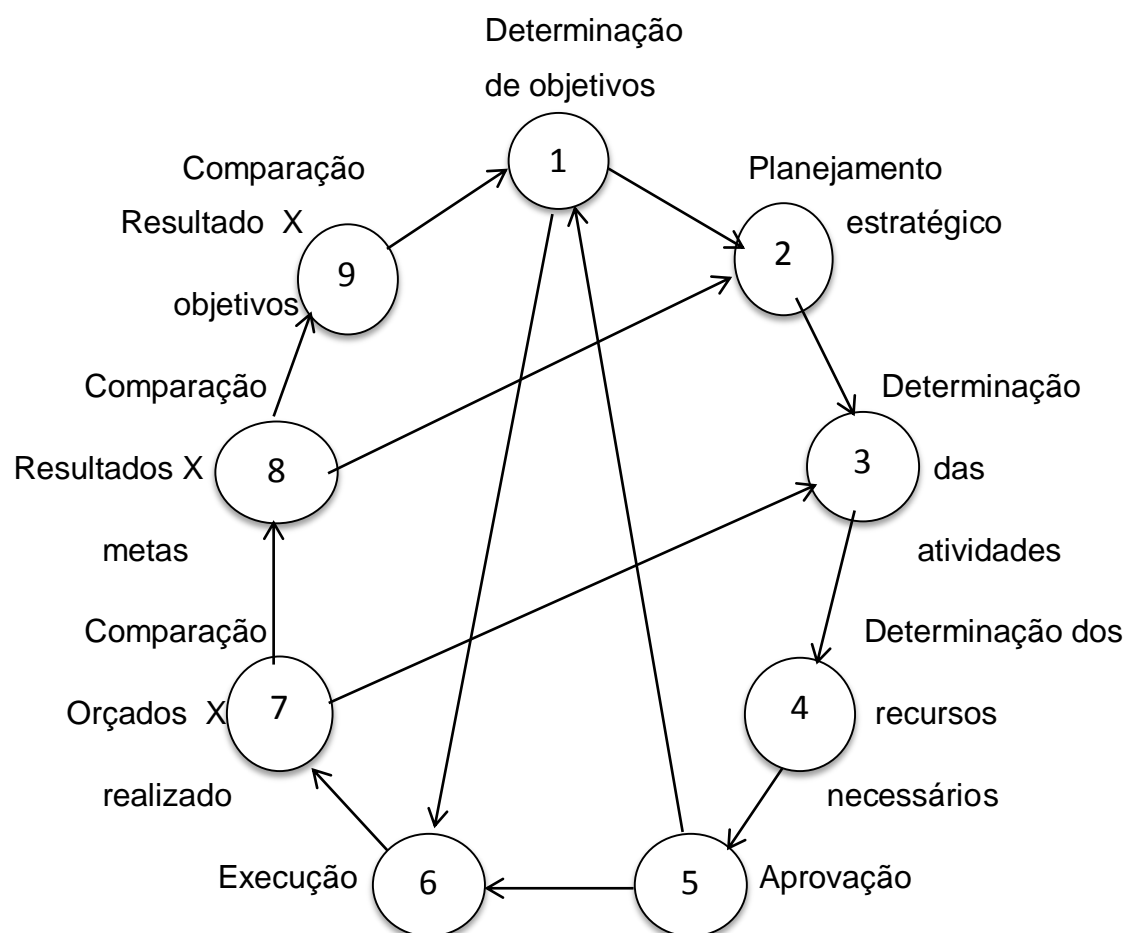 Determinação
de objetivos
1
Comparação
Resultado X
objetivos
9
Planejamento
estratégico
2
Comparação
Resultados X
metas
8
Determinação
das
atividades
3
Comparação
Orçados X
realizado
7
Determinação dos
recursos
necessários
4
Execução
6
5
Aprovação